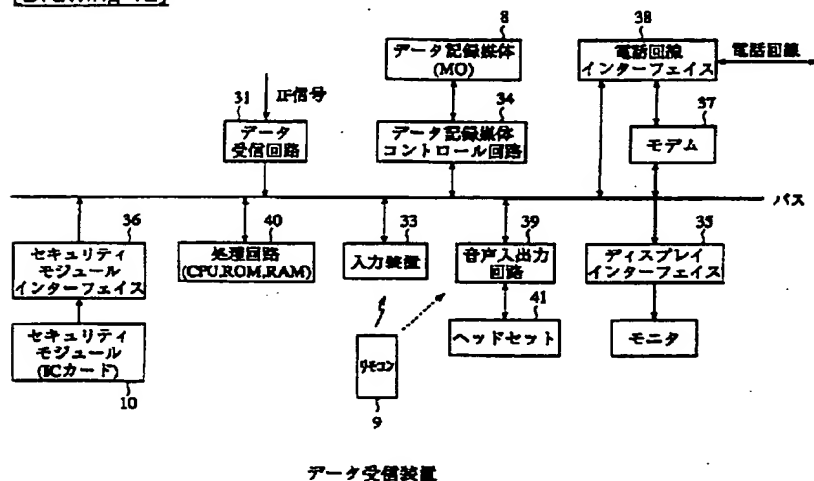 [Drawing 12]
8
データ記録媒体
(MO)
38
電話回線
インターフェイス
電話回線
31
IF信号
データ
受信回路
34
データ記録媒体
コントロール回路
37
モデム
バス
36
セキュリティ
モジュール
インターフェイス
40
処理回路
(CPU,ROM,RAM)
33
入力装置
39
音声入出力
回路
35
ディスプレイ
インターフェイス
セキュリティ
モジュール
(ICカード)
10
リモコン
9
41
ヘッドセット
モニタ
データ受信装置